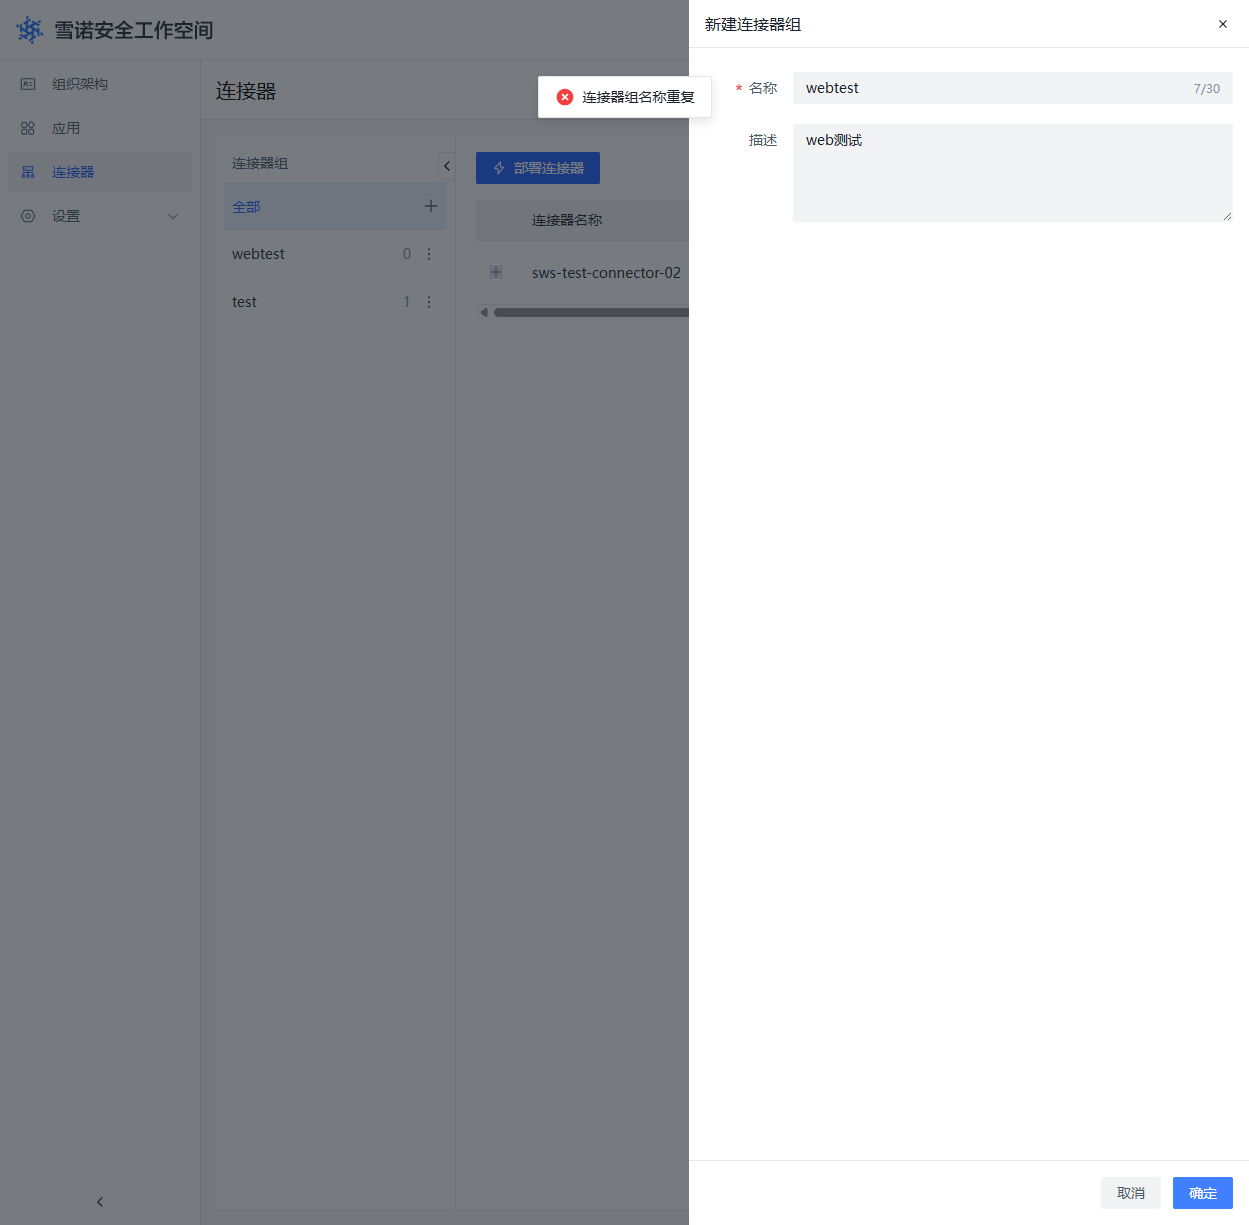 雪诺安全工作空间
组织架构
应用
连接器
设置
连接器
连接器组
全部
webtest 0
test 1
部署连接器
连接器名称
sws-test-connector-02
连接器组名称重复
新建连接器组
* 名称 webtest 7/30
描述 web测试
取消 确定